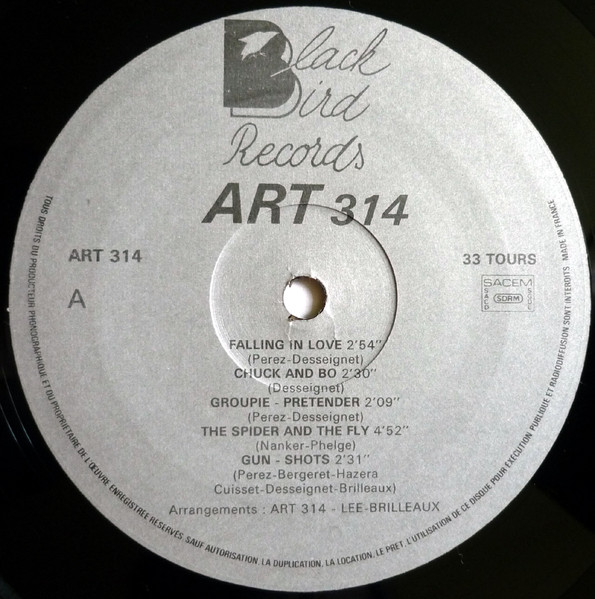 Black
Bird
Records
ART 314
ART 314
33 TOURS
A
SACEM
SACD
SDRM
SGDL
FALLING IN LOVE 2'54"
(Perez-Desseignet)
CHUCK AND BO 2'30"
(Desseignet)
GROUPIE - PRETENDER 2'09"
(Perez-Desseignet)
THE SPIDER AND THE FLY 4'52"
(Nanker-Phelge)
GUN - SHOTS 2'31"
(Perez-Bergeret-Hazera
Cuisset-Desseignet-Brilleaux)
Arrangements : ART 314 - LEE-BRILLEAUX
TOUS DROITS DU PRODUCTEUR PHONOGRAPHIQUE ET DU PROPRIETAIRE DE L'ŒUVRE ENREGISTREE RESERVES. SAUF AUTORISATION, LA DUPLICATION, LA LOCATION, LE PRET, L'UTILISATION DE CE DISQUE POUR EXECUTION PUBLIQUE ET RADIODIFFUSION SONT INTERDITS. MADE IN FRANCE